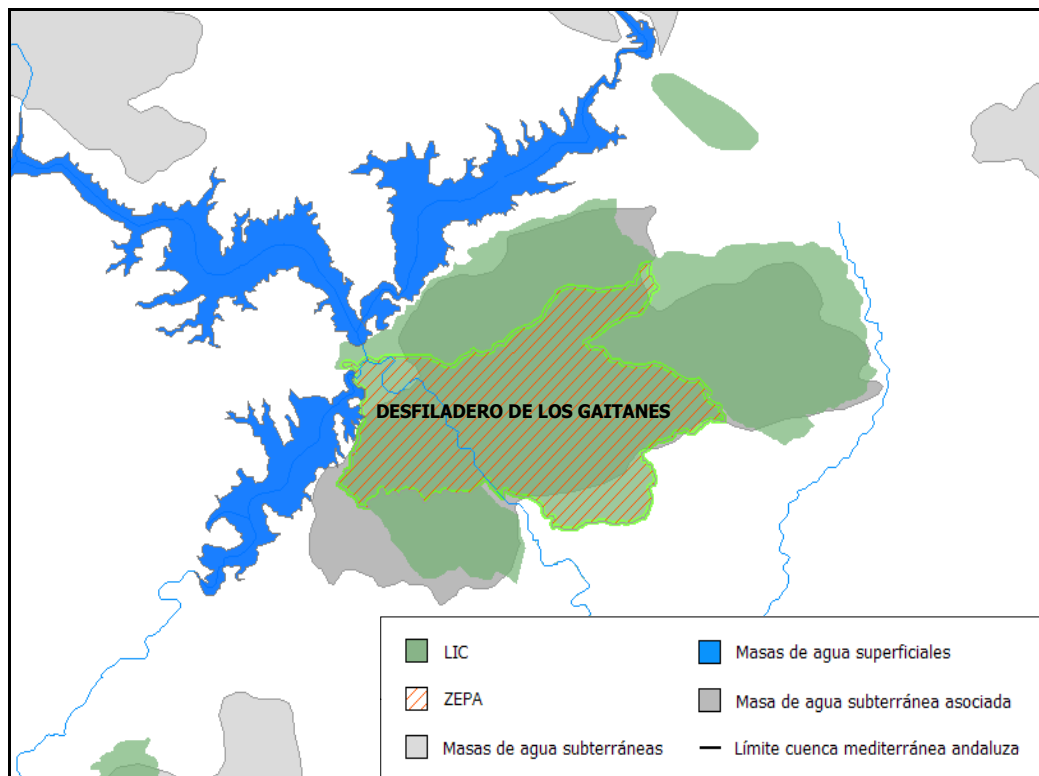 DESFILADERO DE LOS GAITANES
LIC
Masas de agua superficiales
ZEPA
Masa de agua subterránea asociada
Masas de agua subterráneas
Límite cuenca mediterránea andaluza